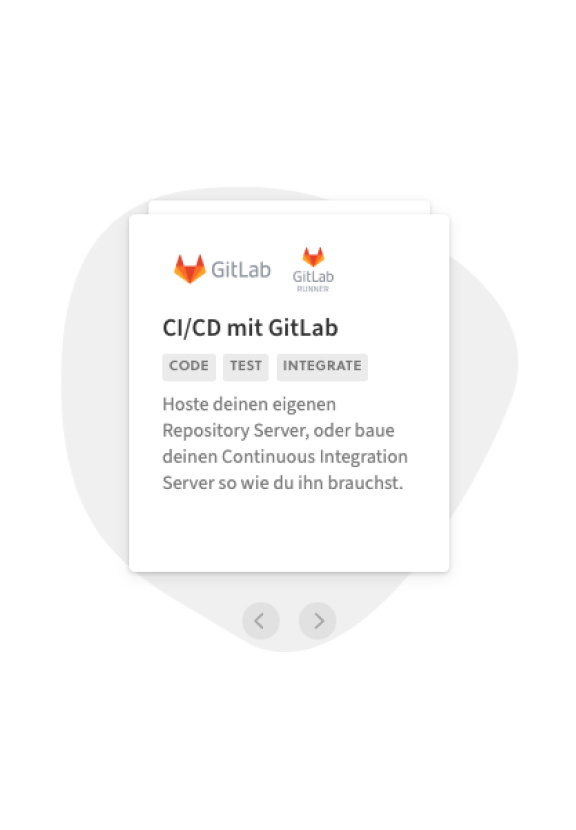 GitLab
GitLab
RUNNER
CI/CD mit GitLab
CODE TEST INTEGRATE
Hoste deinen eigenen
Repository Server, oder baue
deinen Continuous Integration
Server so wie du ihn brauchst.